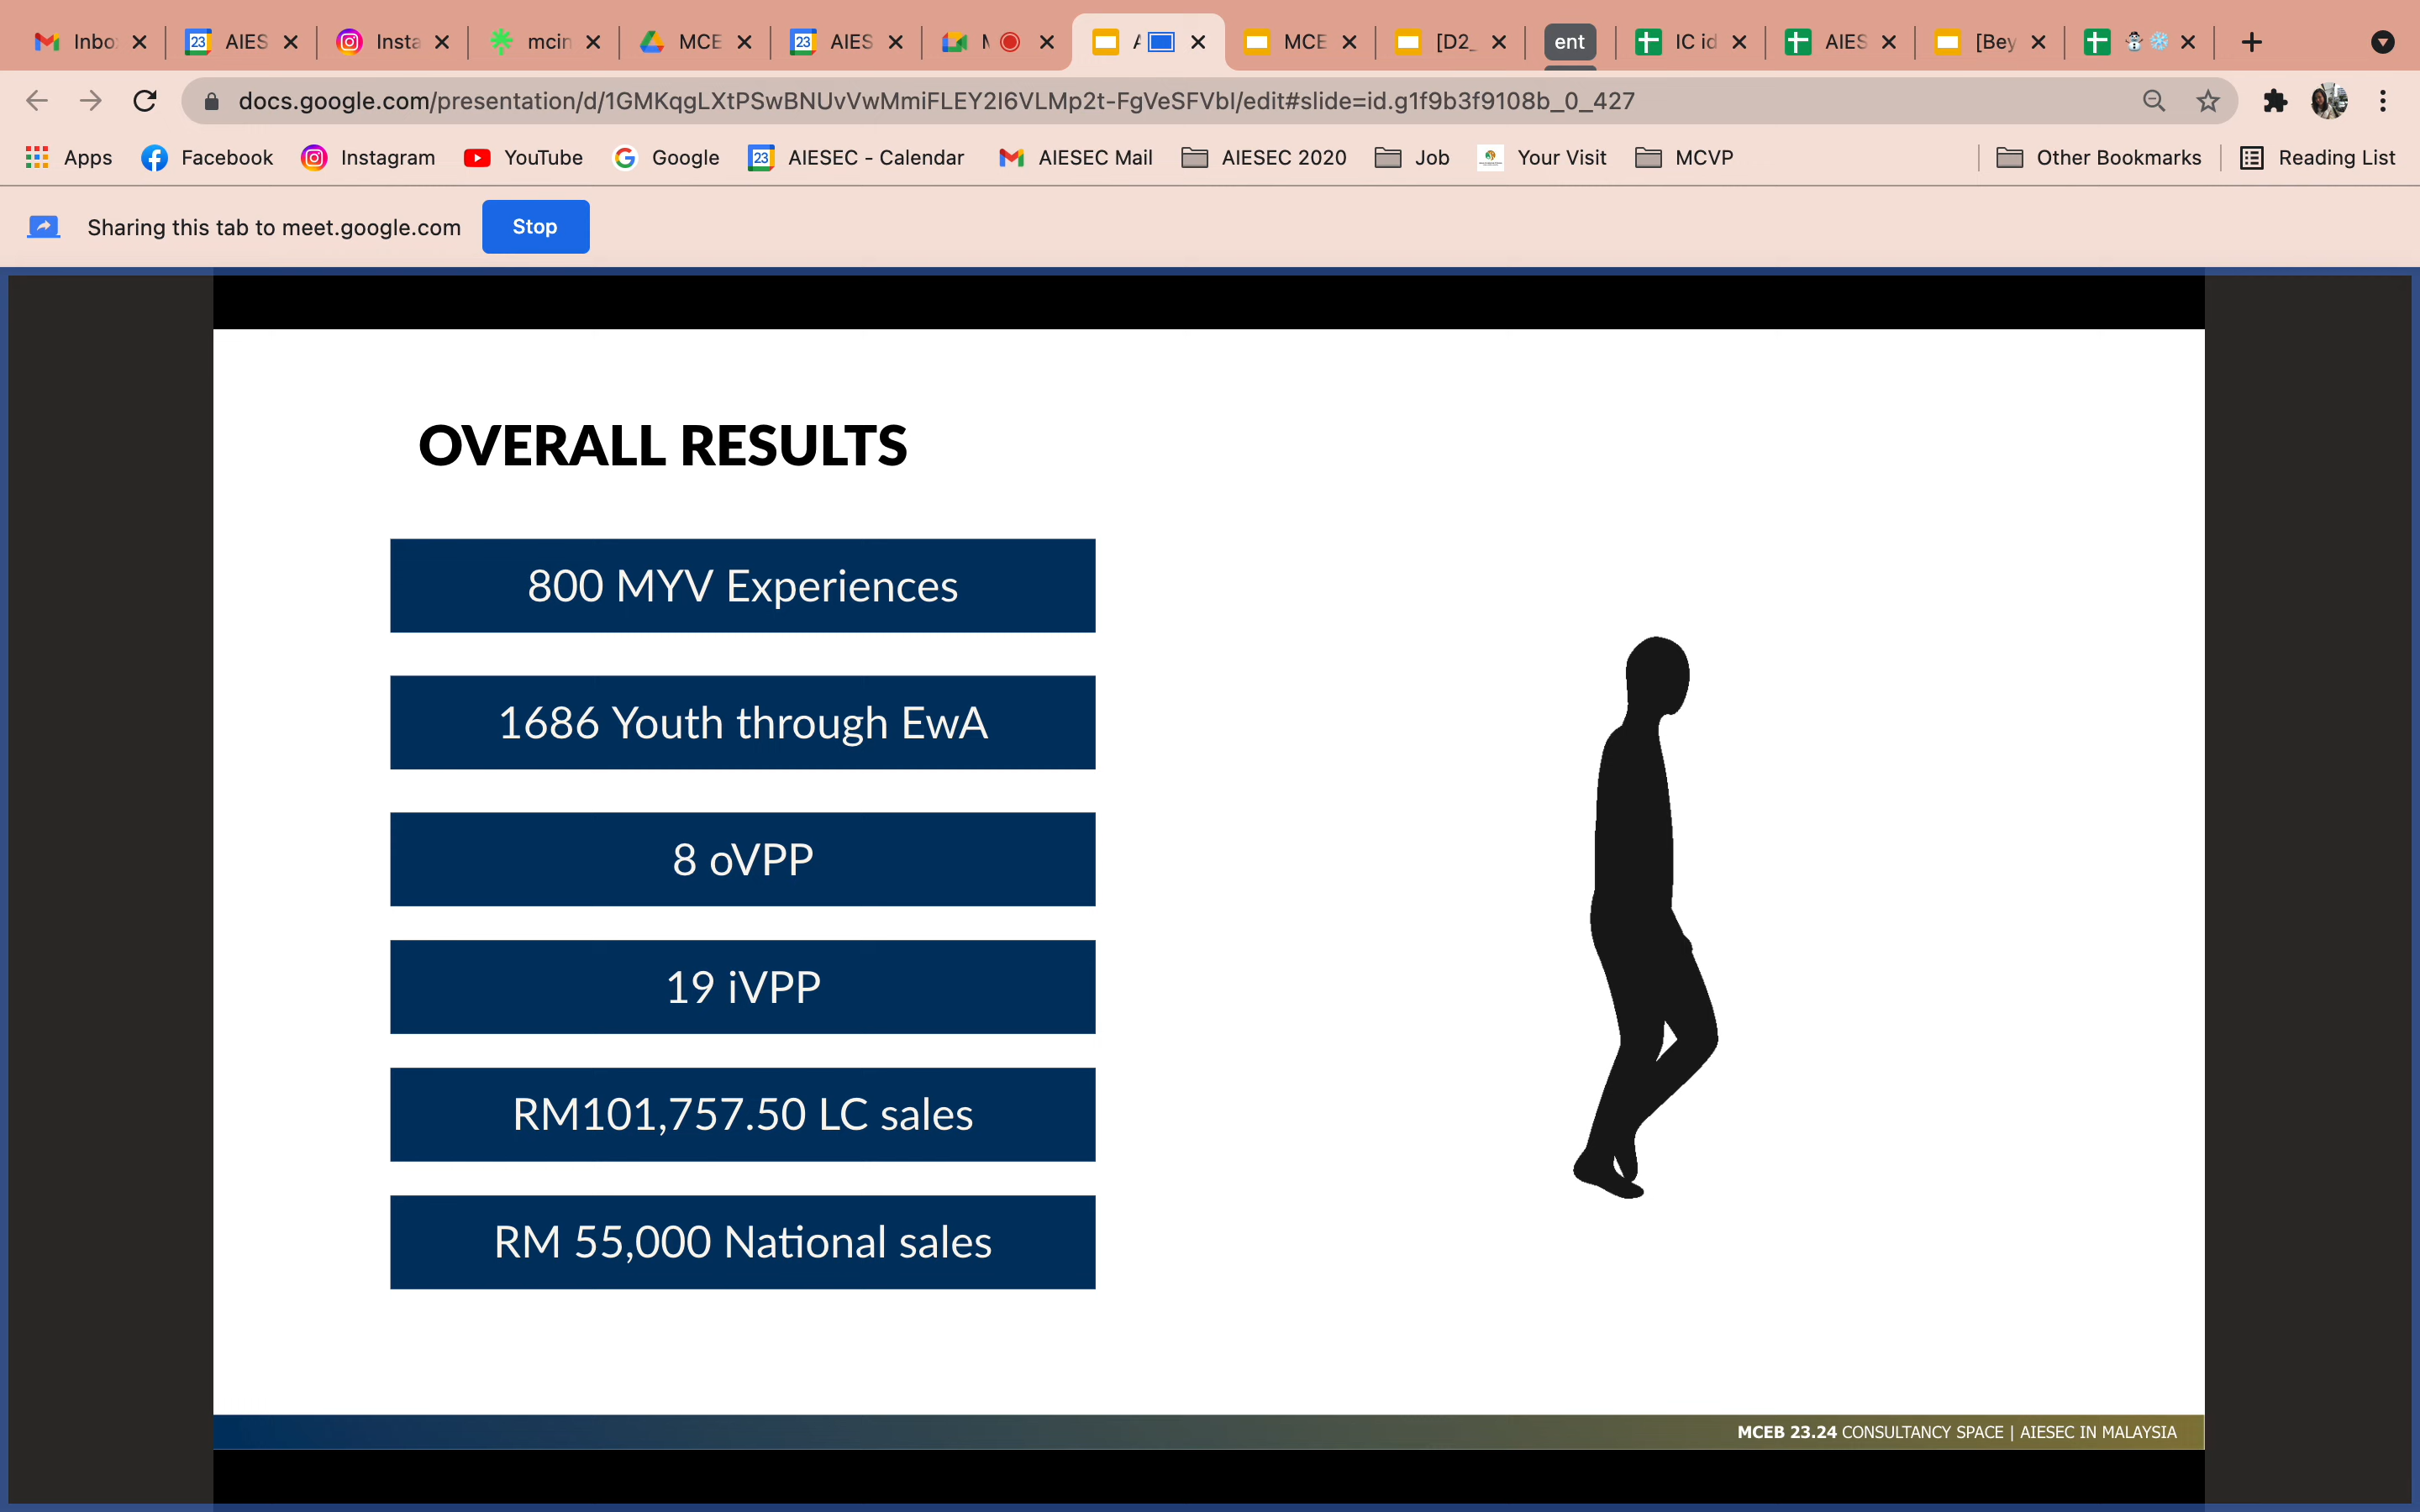 Inbo
AIES
Insta
mcin
MCE
AIES
MCE
[D2_
ent
IC id
AIES
[Bey
docs.google.com/presentation/d/1GMKqgLXtPSwBNUvVwMmiFLEY2I6VLMp2t-FgVeSFVbI/edit#slide=id.g1f9b3f9108b_0_427
Apps Facebook Instagram YouTube Google AIESEC - Calendar AIESEC Mail AIESEC 2020 Job Your Visit MCVP Other Bookmarks Reading List
Sharing this tab to meet.google.com Stop
OVERALL RESULTS
800 MYV Experiences
1686 Youth through EwA
8 oVPP
19 iVPP
RM101,757.50 LC sales
RM 55,000 National sales
MCEB 23.24 CONSULTANCY SPACE | AIESEC IN MALAYSIA